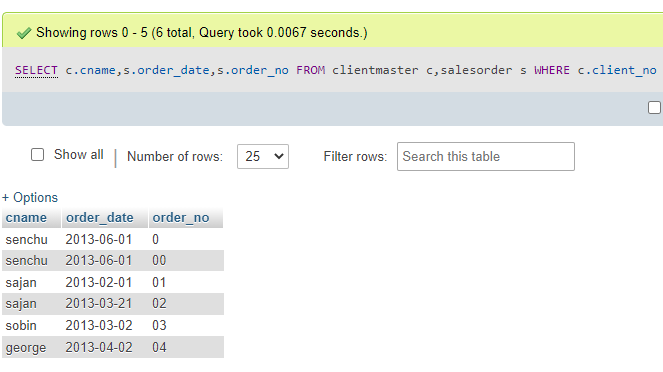 Showing rows 0 - 5 (6 total, Query took 0.0067 seconds.)
SELECT c.cname,s.order_date,s.order_no FROM clientmaster c,salesorder s WHERE c.client_no
Show all | Number of rows: 25 Filter rows: Search this table
+ Options
cname order_date order_no
senchu 2013-06-01 0
senchu 2013-06-01 00
sajan 2013-02-01 01
sajan 2013-03-21 02
sobin 2013-03-02 03
george 2013-04-02 04